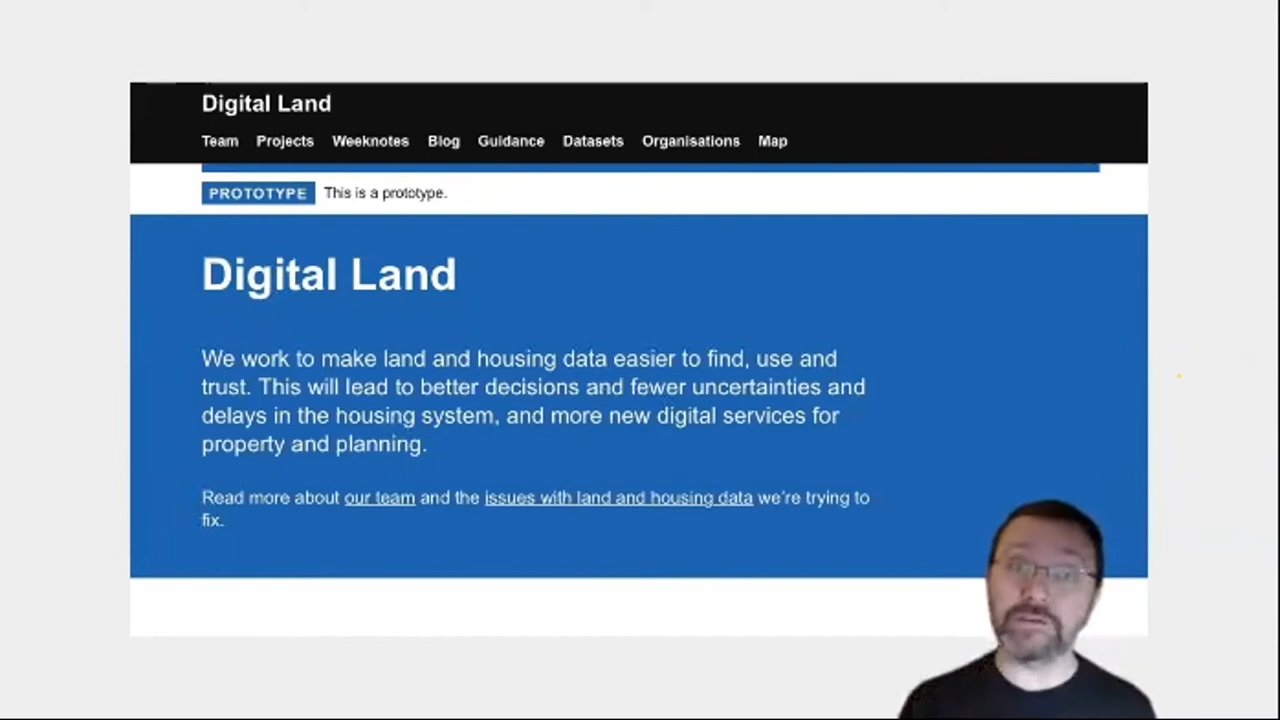 Digital Land
Team Projects Weeknotes Blog Guidance Datasets Organisations Map
PROTOTYPE This is a prototype.
Digital Land
We work to make land and housing data easier to find, use and
trust. This will lead to better decisions and fewer uncertainties and
delays in the housing system, and more new digital services for
property and planning.
Read more about our team and the issues with land and housing data we're trying to
fix.